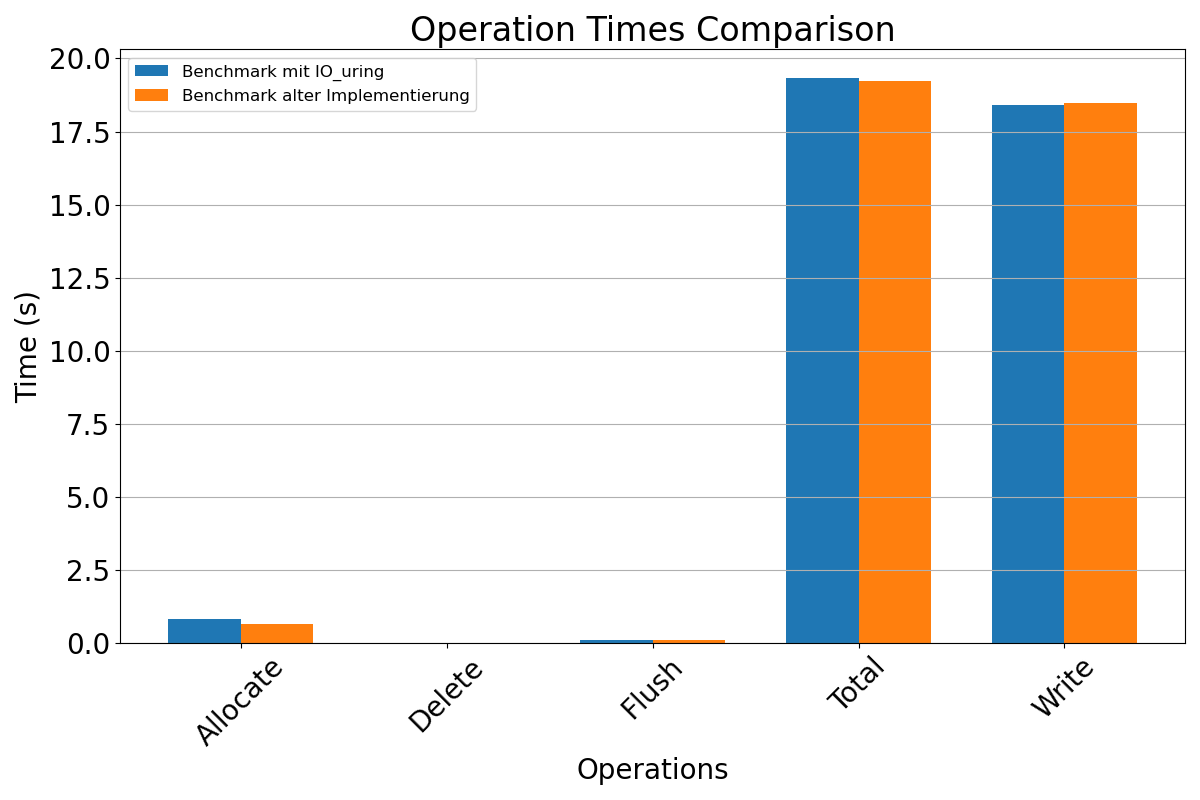 Operation Times Comparison
Benchmark mit IO_uring
Benchmark alter Implementierung
Time (s)
20.0
17.5
15.0
12.5
10.0
7.5
5.0
2.5
0.0
Allocate
Delete
Flush
Total
Write
Operations